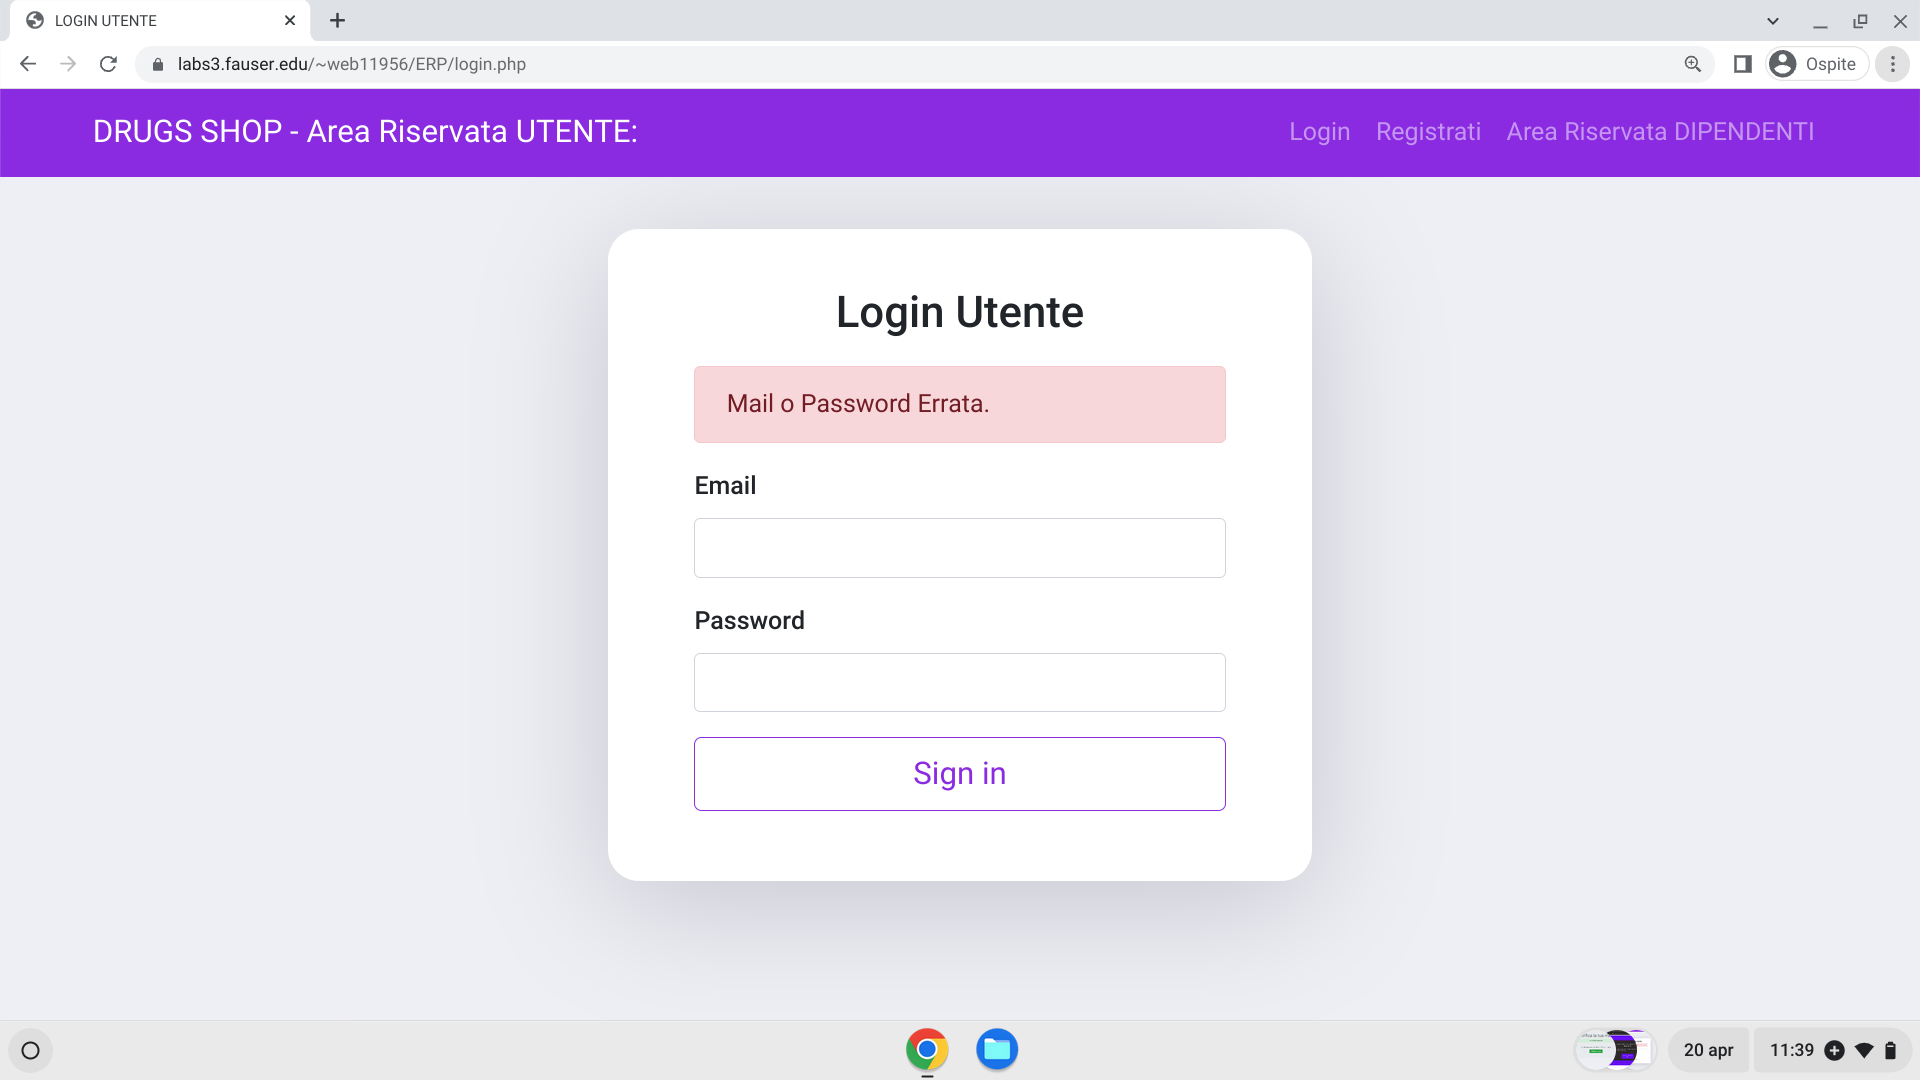 LOGIN UTENTE
labs3.fauser.edu/~web11956/ERP/login.php
Ospite
DRUGS SHOP - Area Riservata UTENTE:
Login Registrati Area Riservata DIPENDENTI
Login Utente
Mail o Password Errata.
Email
Password
Sign in
20 apr
11:39